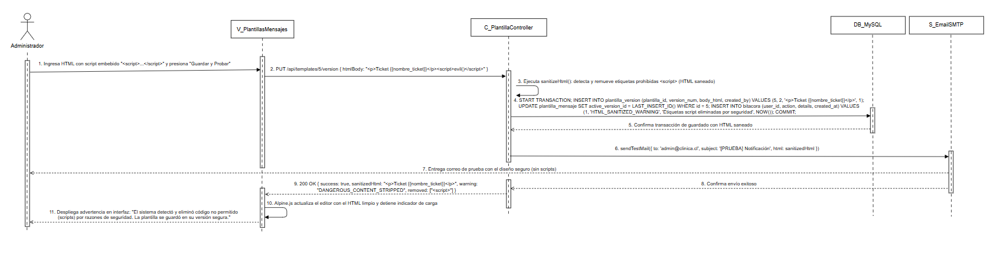 Administrador
V_PlantillasMensajes
C_PlantillaController
DB_MySQL
S_EmailSMTP
1. Ingresa HTML con script embebido "<script>...</script>" y presiona "Guardar y Probar"
2. PUT /api/templates/5/version { htmlBody: "<p>Ticket {{nombre_ticket}}</p><script>evil()</script>" }
3. Ejecuta sanitizeHtml(): detecta y remueve etiquetas prohibidas <script> (HTML saneado)
4. START TRANSACTION; INSERT INTO plantilla_version (plantilla_id, version_num, body_html, created_by) VALUES (5, 2, '<p>Ticket {{nombre_ticket}}</p>', 1);
UPDATE plantilla_mensaje SET active_version_id = LAST_INSERT_ID() WHERE id = 5; INSERT INTO bitacora (user_id, action, details, created_at) VALUES
(1, 'HTML_SANITIZED_WARNING', 'Etiquetas script eliminadas por seguridad', NOW()); COMMIT;
5. Confirma transacción de guardado con HTML saneado
6. sendTestMail({ to: 'admin@clinica.cl', subject: '[PRUEBA] Notificación', html: sanitizedHtml })
7. Entrega correo de prueba con el diseño seguro (sin scripts)
8. Confirma envío exitoso
9. 200 OK { success: true, sanitizedHtml: "<p>Ticket {{nombre_ticket}}</p>", warning:
"DANGEROUS_CONTENT_STRIPPED", removed: ["<script>"] }
10. Alpine.js actualiza el editor con el HTML limpio y detiene indicador de carga
11. Despliega advertencia en interfaz: "El sistema detectó y eliminó código no permitido
(scripts) por razones de seguridad. La plantilla se guardó en su versión segura."